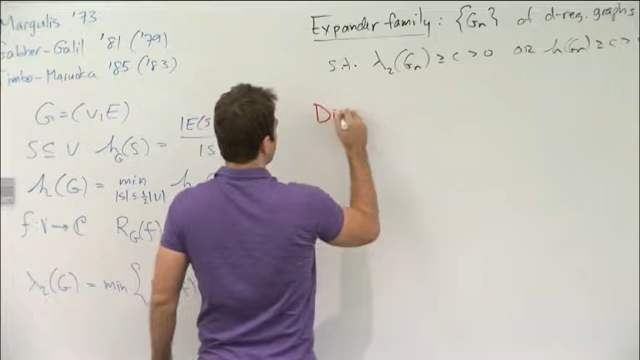 Margulis '73
Gabber-Galil '81 ('79)
Jimbo-Maruoka '85 ('83)
G=(V,E)
S⊆V h_G(S) = |E(S
h(G) = min |S|≤½|V| h
f:V→ℂ R_G(f)
λ₂(G) = min {
Expander family: {G_n} of d-reg. graphs
s.t. λ₂(G_n) ≥ c > 0 or h(G_n) ≥ c >
Di